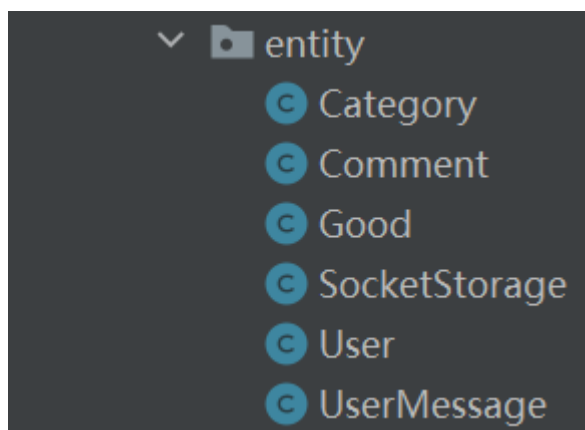 entity
C Category
C Comment
C Good
C SocketStorage
C User
C UserMessage